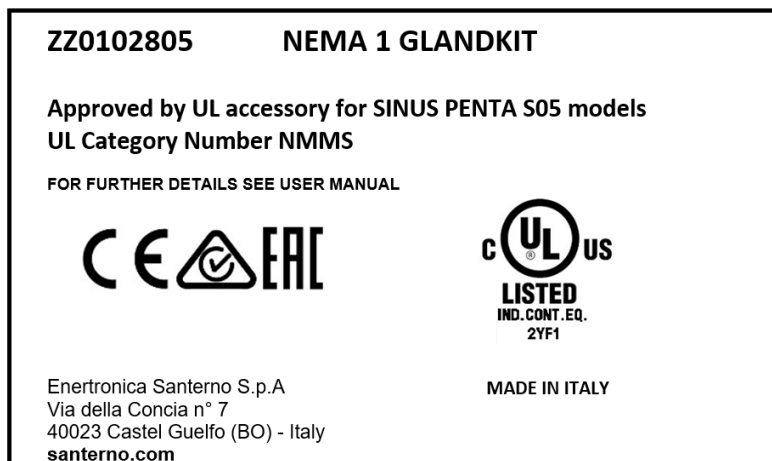 ZZ0102805 NEMA 1 GLANDKIT
Approved by UL accessory for SINUS PENTA S05 models
UL Category Number NMMS
FOR FURTHER DETAILS SEE USER MANUAL
CE EAC
C UL US
®
LISTED
IND.CONT.EQ.
2YF1
Enertronica Santerno S.p.A
Via della Concia n° 7
40023 Castel Guelfo (BO) - Italy
santerno.com
MADE IN ITALY